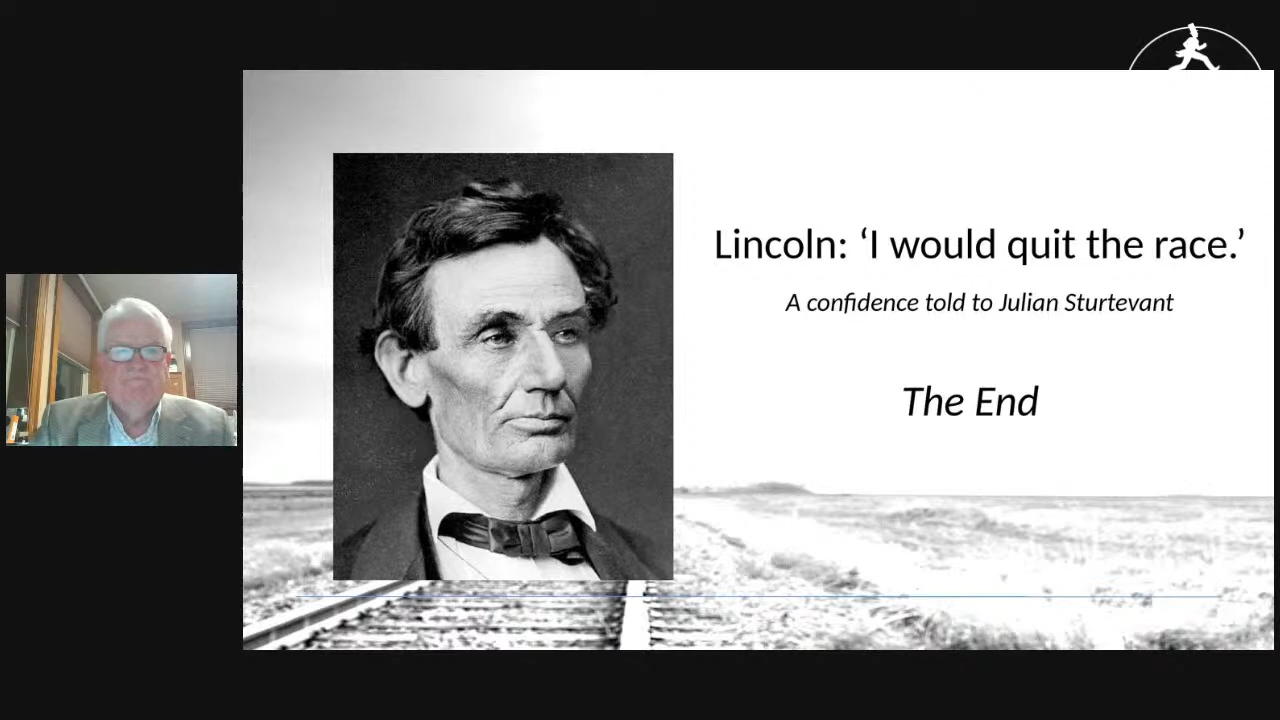 Lincoln: ‘I would quit the race.’
A confidence told to Julian Sturtevant
The End